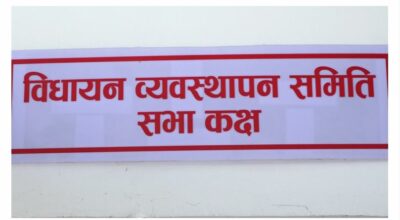 विधायन व्यवस्थापन समिति
सभा कक्ष